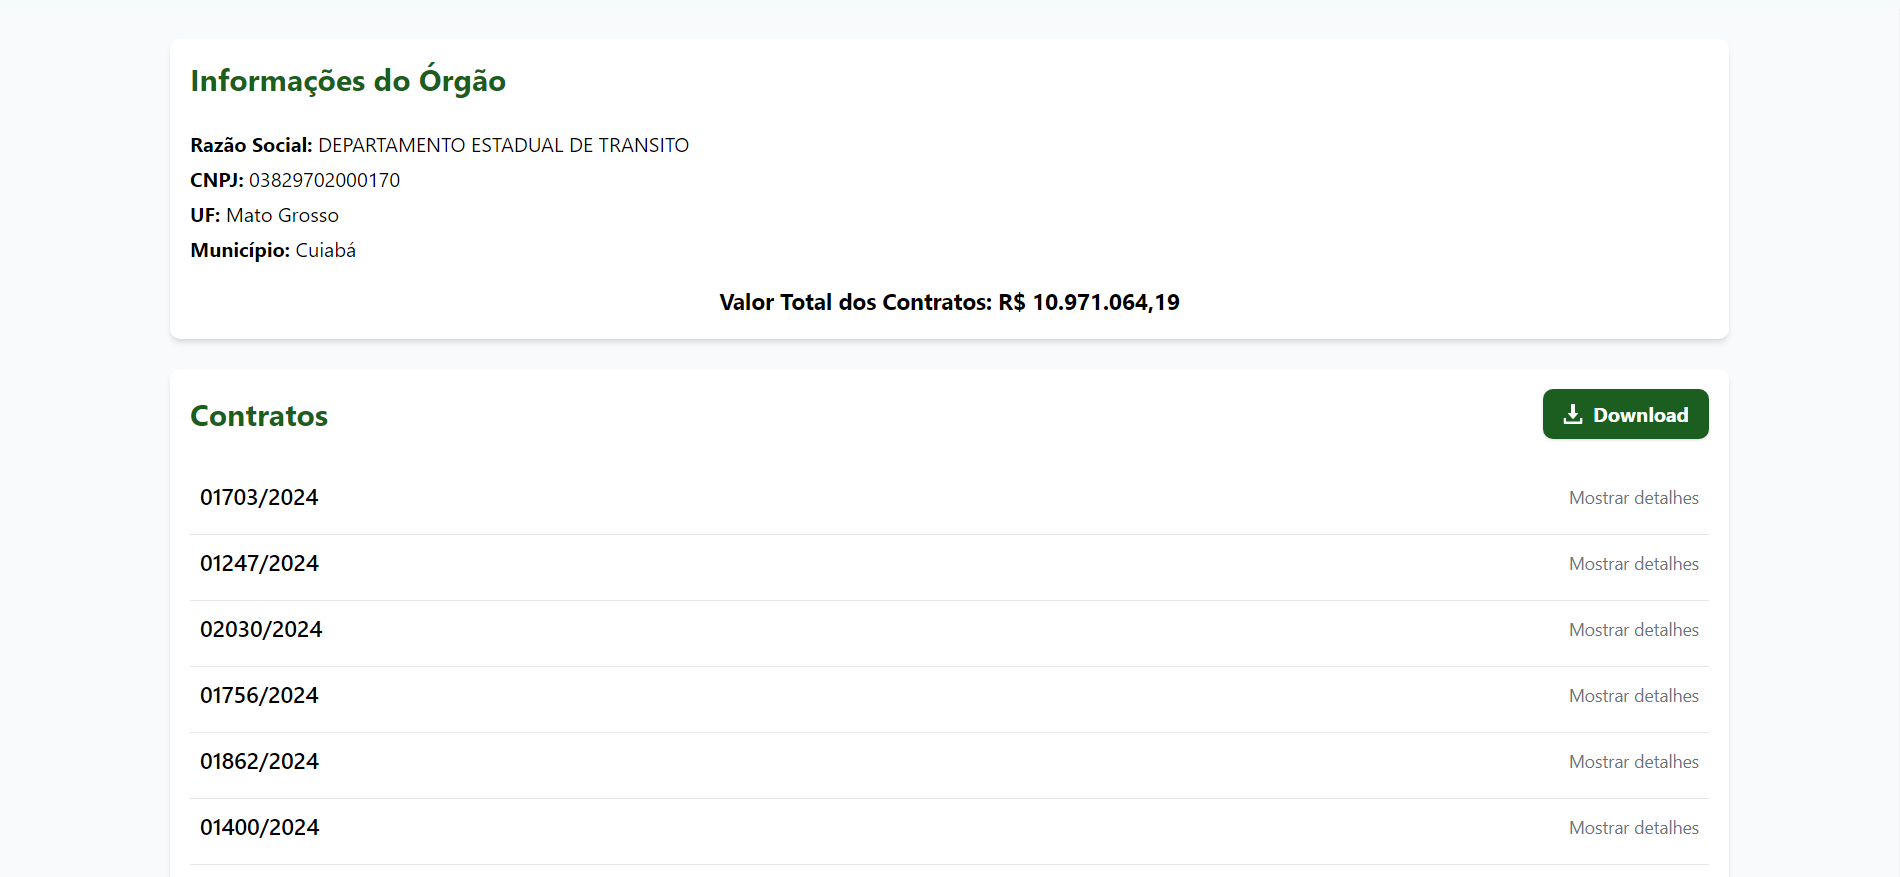 Informações do Órgão
Razão Social: DEPARTAMENTO ESTADUAL DE TRANSITO
CNPJ: 03829702000170
UF: Mato Grosso
Município: Cuiabá
Valor Total dos Contratos: R$ 10.971.064,19
Contratos
Download
01703/2024 Mostrar detalhes
01247/2024 Mostrar detalhes
02030/2024 Mostrar detalhes
01756/2024 Mostrar detalhes
01862/2024 Mostrar detalhes
01400/2024 Mostrar detalhes